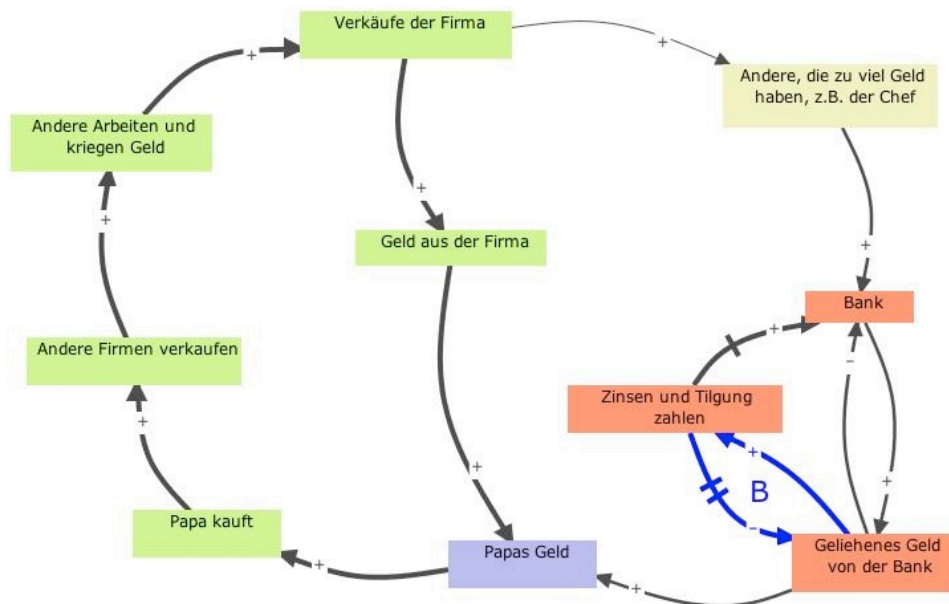 Verkäufe der Firma
+
+
Andere, die zu viel Geld
haben, z.B. der Chef
Andere Arbeiten und
kriegen Geld
+
+
Geld aus der Firma
+
+
Bank
+
-
Andere Firmen verkaufen
Zinsen und Tilgung
zahlen
+
+
B
+
+
Papa kauft
-
Papas Geld
Geliehenes Geld
von der Bank
+
+